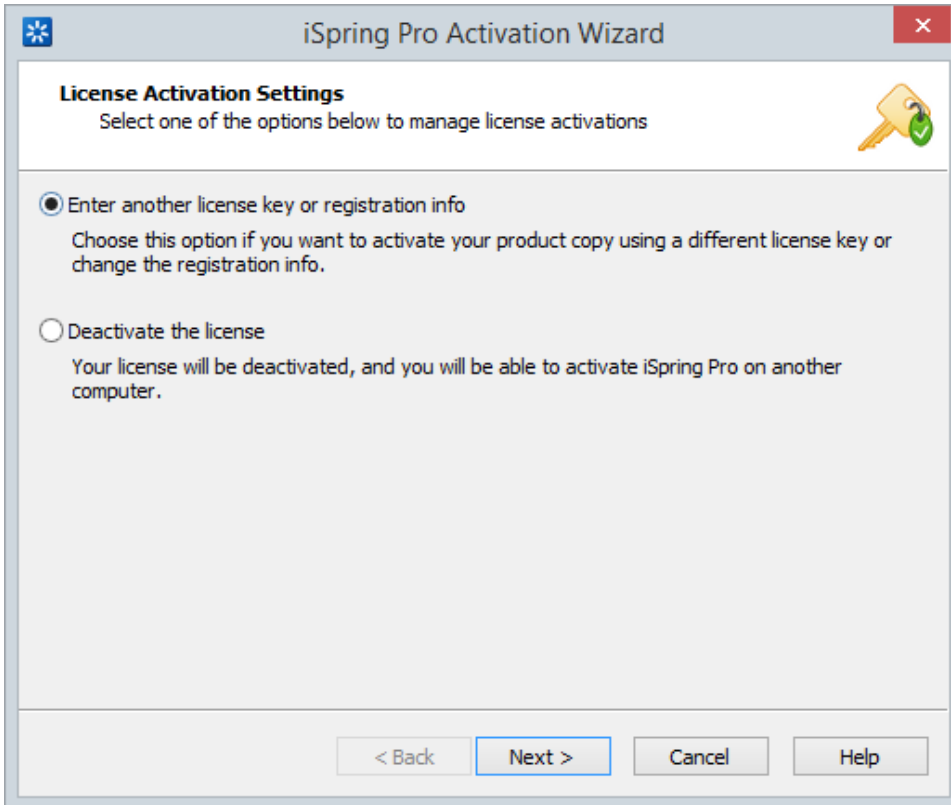 iSpring Pro Activation Wizard
License Activation Settings
Select one of the options below to manage license activations
Enter another license key or registration info
Choose this option if you want to activate your product copy using a different license key or
change the registration info.
Deactivate the license
Your license will be deactivated, and you will be able to activate iSpring Pro on another
computer.
< Back Next > Cancel Help